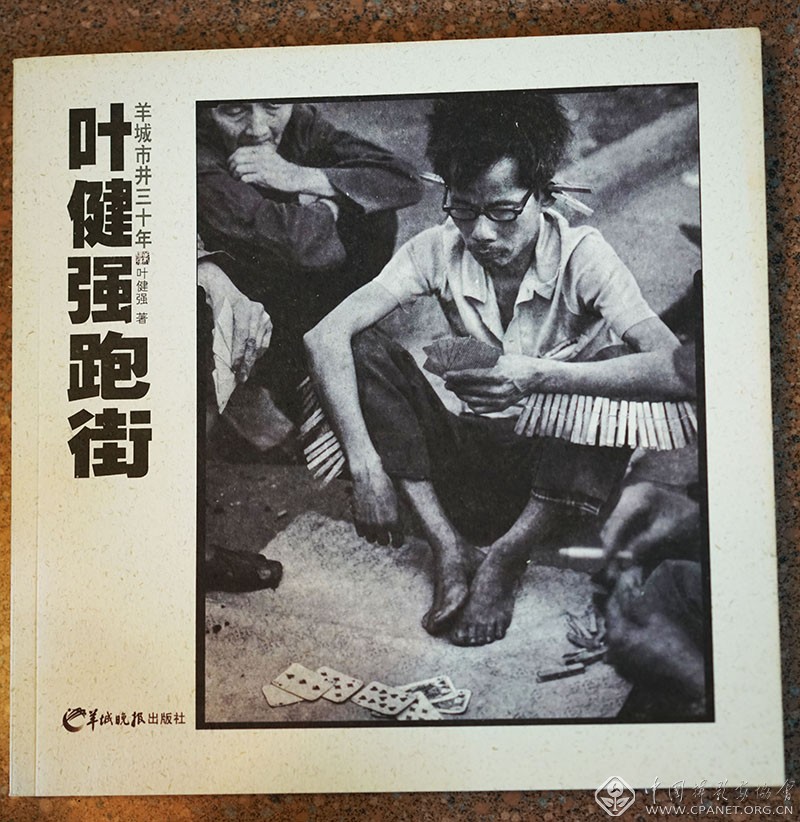 叶健强跑街
羊城市井三十年
叶健强 著
羊城晚报出版社
中国摄影家协会
WWW.CPANET.ORG.CN